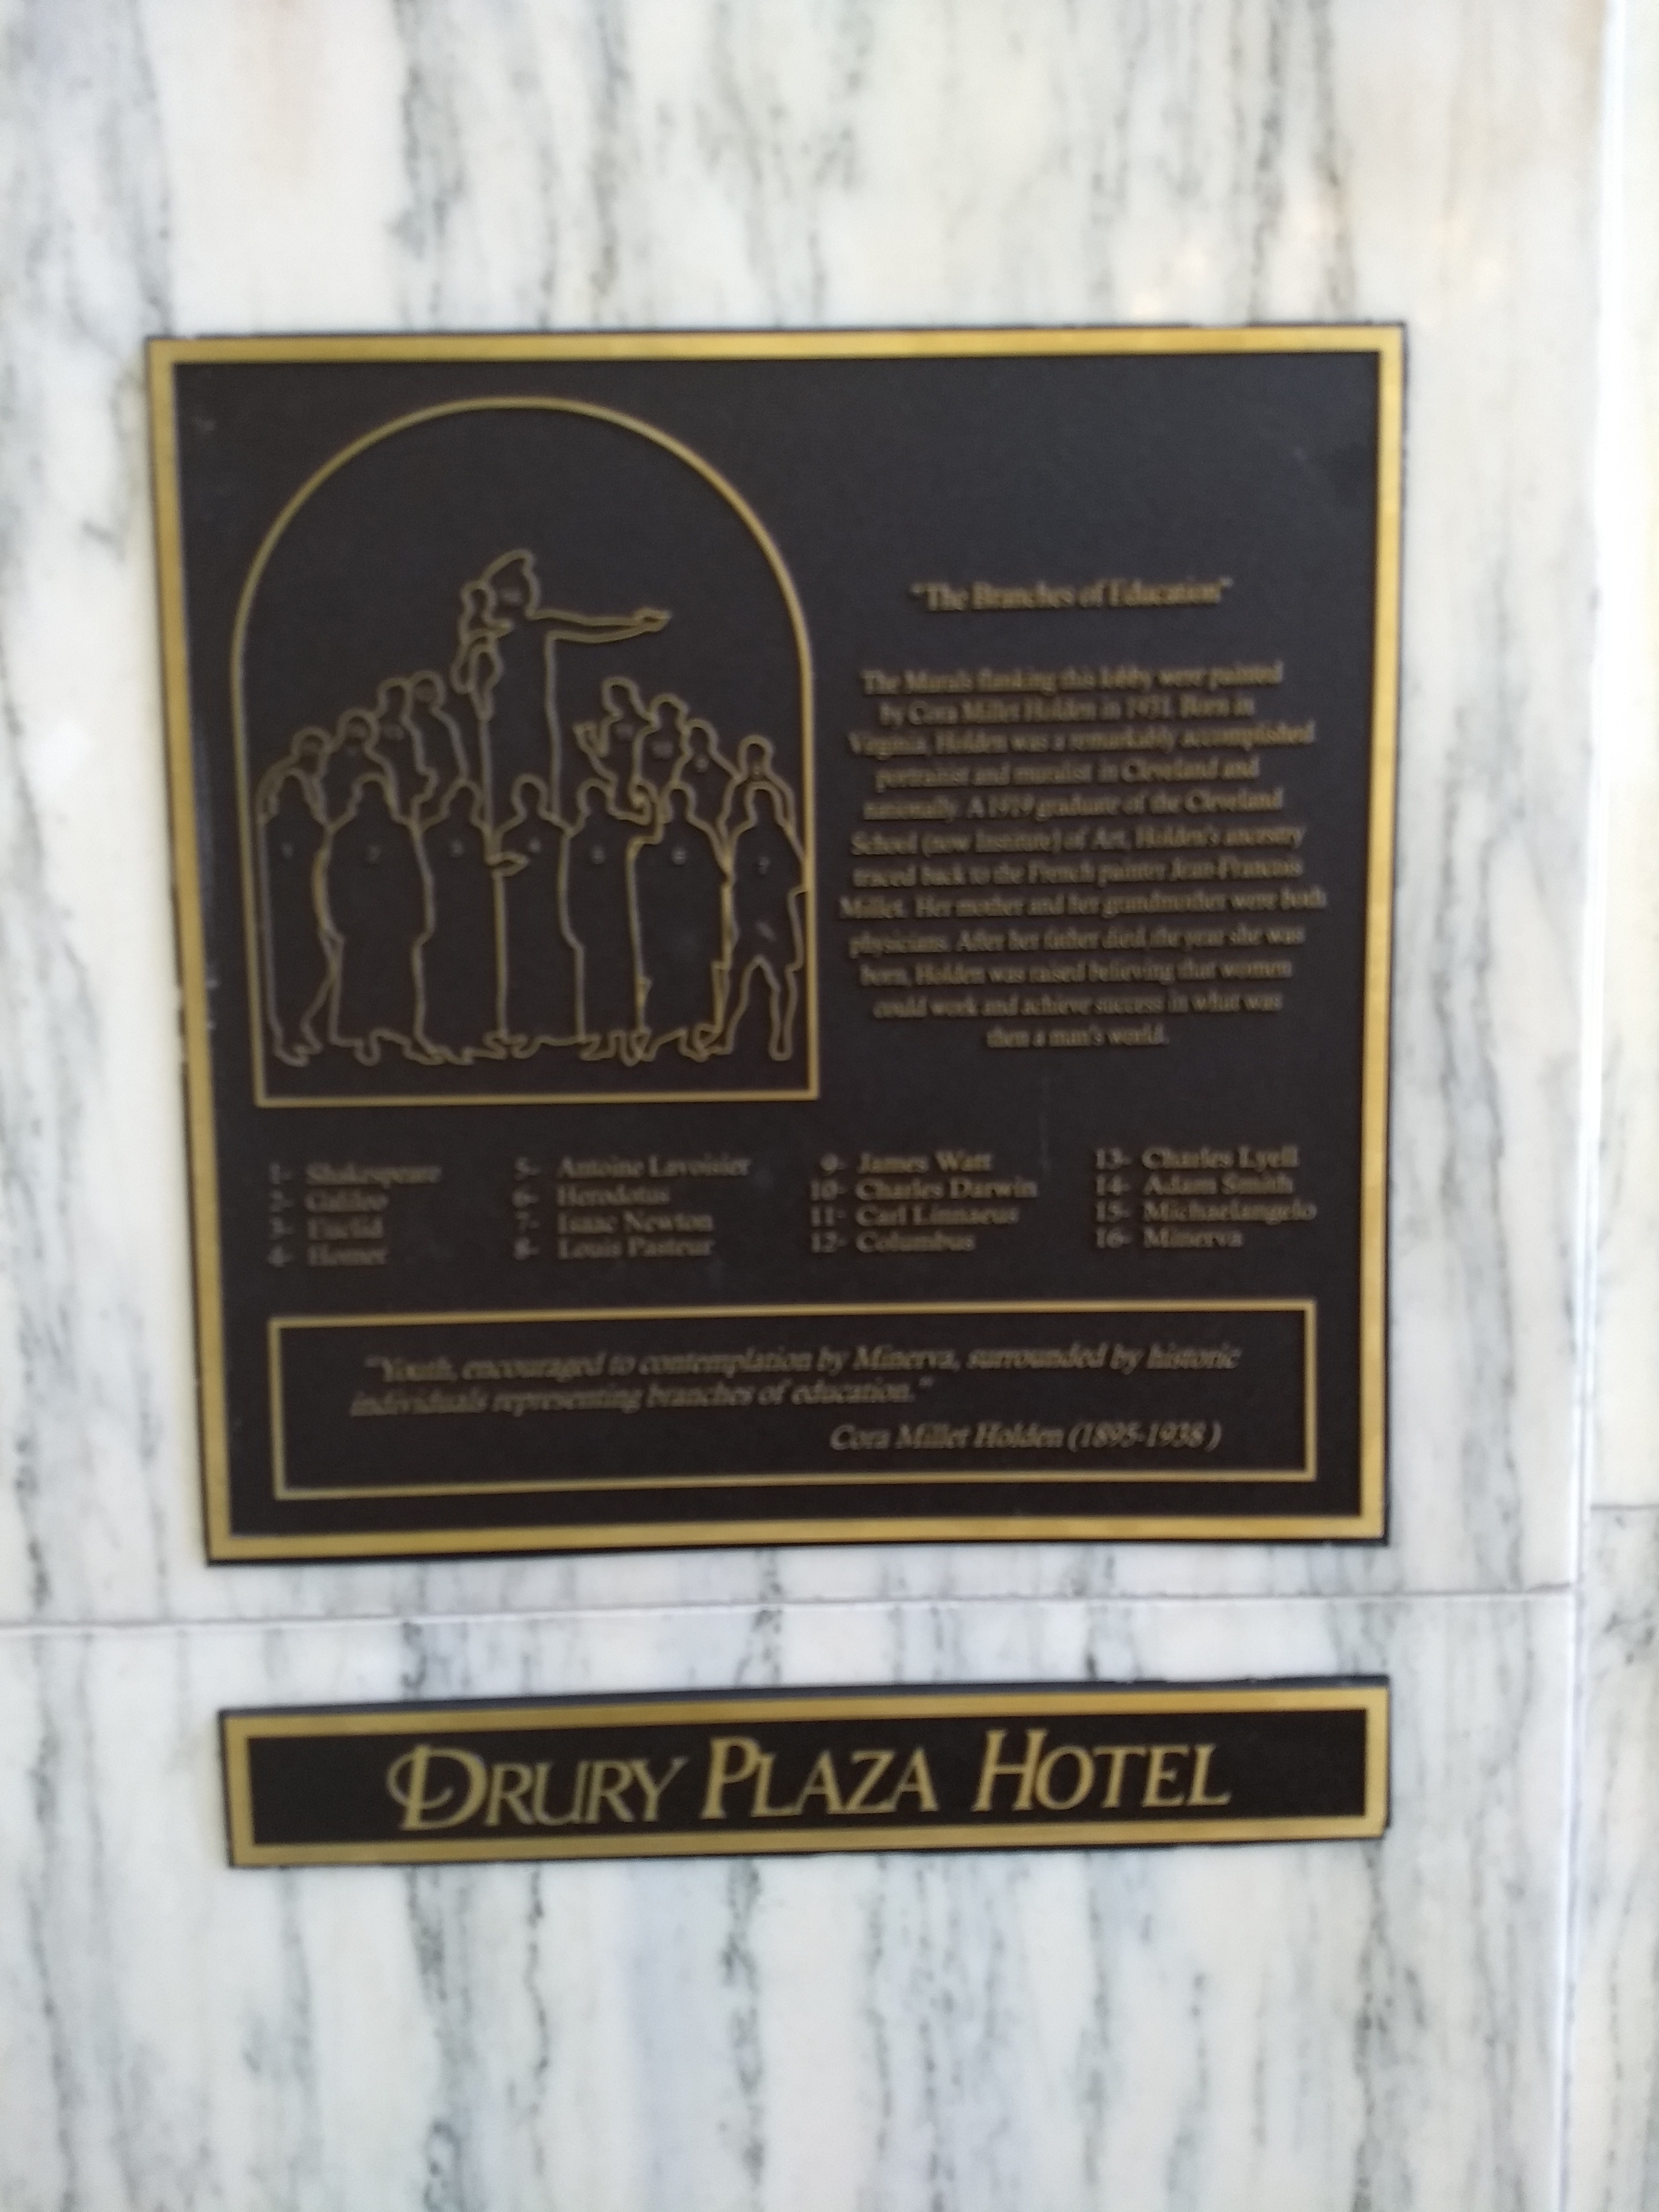 "The Branches of Education"
The Murals flanking this lobby were painted
by Cora Millet Holden in 1931. Born in
Virginia, Holden was a remarkably accomplished
portraitist and muralist in Cleveland and
nationally. A 1919 graduate of the Cleveland
School (now Institute) of Art, Holden's ancestry
traced back to the French painter Jean-Francois
Millet. Her mother and her grandmother were both
physicians. After her father died, the year she was
born, Holden was raised believing that women
could work and achieve success in what was
then a man's world.
1 2 3 4 5 6 7
1- Shakespeare
2- Galileo
3- Euclid
4- Homer
5- Antoine Lavoisier
6- Herodotus
7- Isaac Newton
8- Louis Pasteur
9- James Watt
10- Charles Darwin
11- Carl Linnaeus
12- Columbus
13- Charles Lyell
14- Adam Smith
15- Michaelangelo
16- Minerva
"Youth, encouraged to contemplation by Minerva, surrounded by historic
individuals representing branches of education."
Cora Millet Holden (1895-1938)
DRURY PLAZA HOTEL